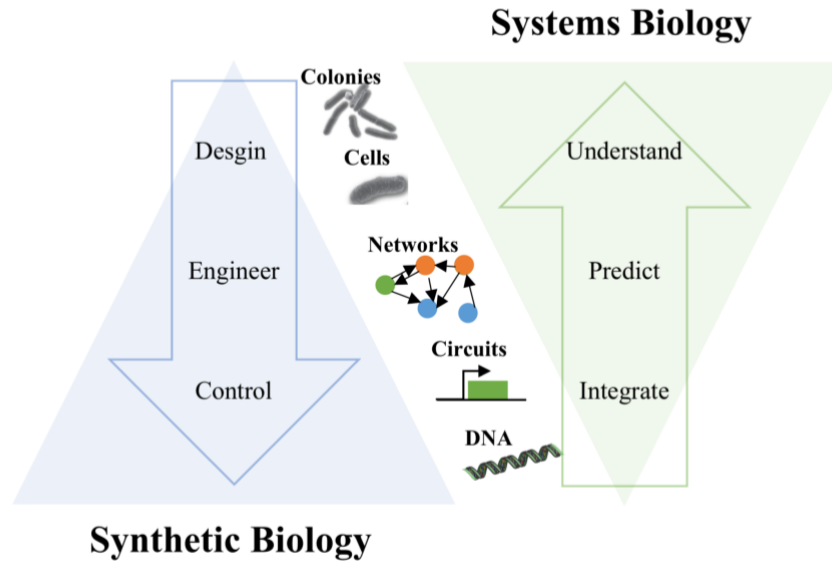 Systems Biology
Colonies
Desgin
Understand
Cells
Networks
Engineer
Predict
Circuits
Control
Integrate
DNA
Synthetic Biology